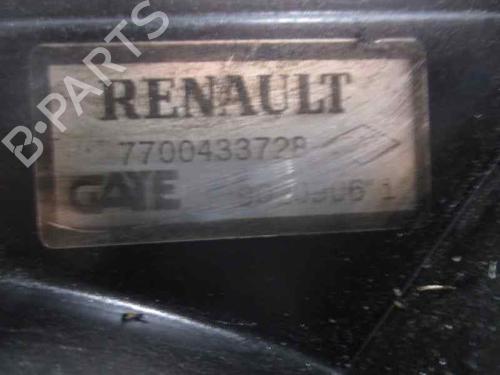 B-PARTS
RENAULT
7700433728
GATE